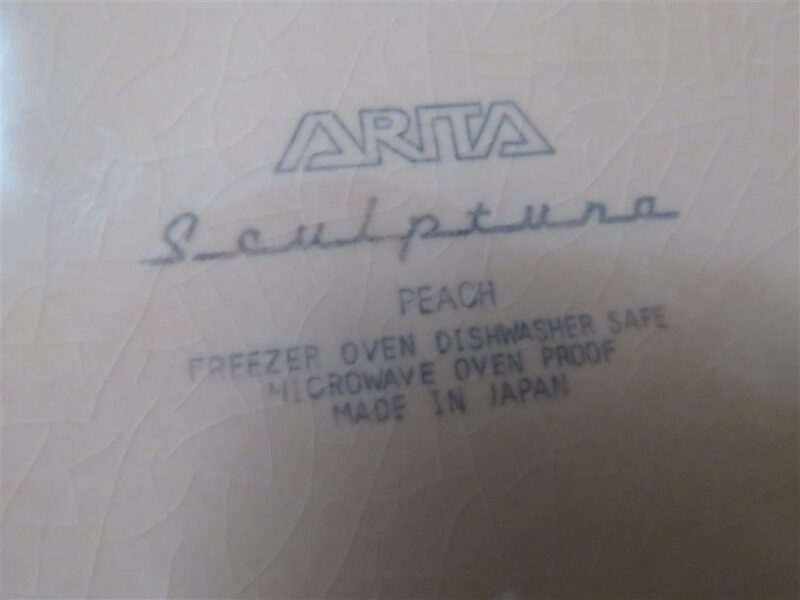 ARITA
Sculptura
PEACH
FREEZER OVEN DISHWASHER SAFE
MICROWAVE OVEN PROOF
MADE IN JAPAN